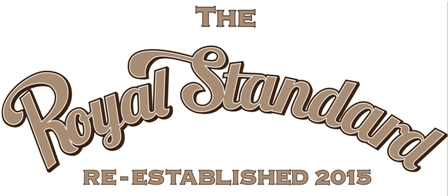 THE
Royal Standard
RE-ESTABLISHED 2015